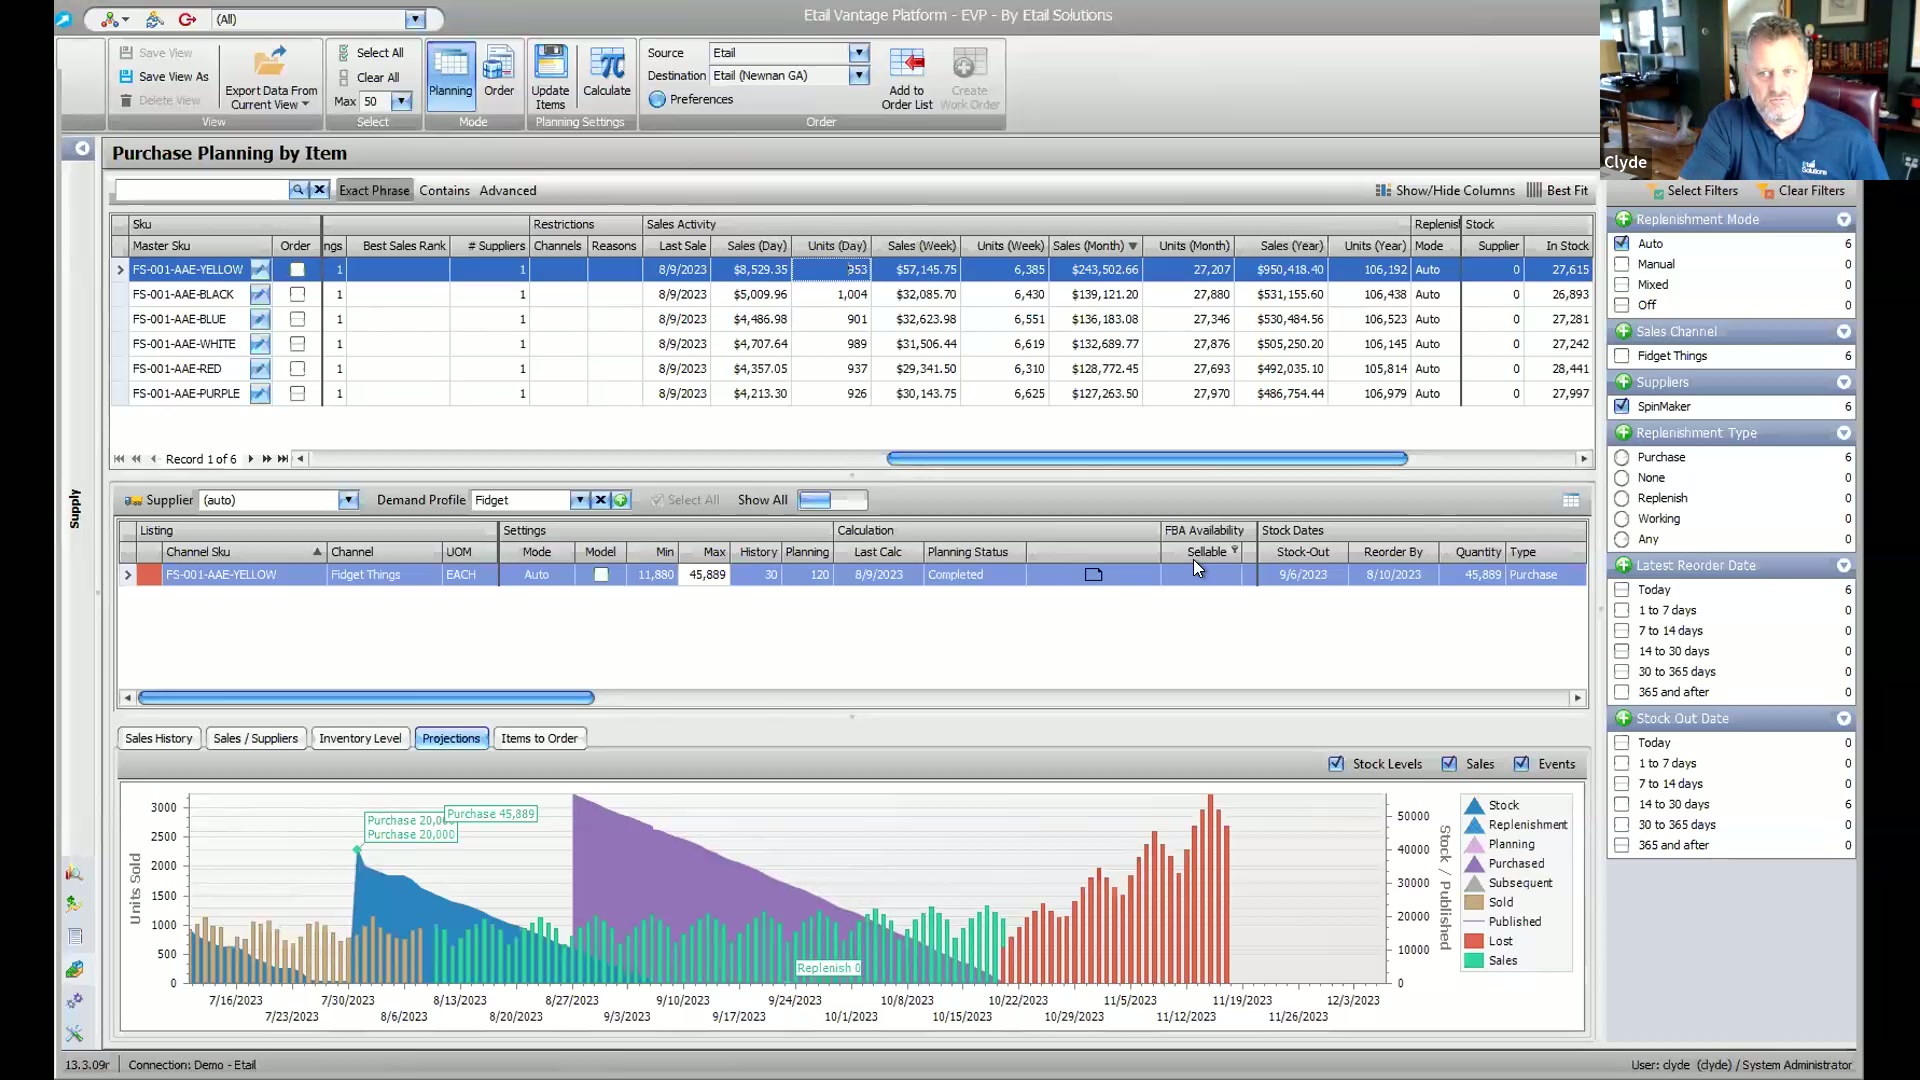 (All)
Etail Vantage Platform - EVP - By Etail Solutions
Save View
Save View As
Delete View
Export Data From Current View
View
Select All
Clear All
Max 50
Select
Planning
Order
Mode
Update Items
Calculate
Planning Settings
Source Etail
Destination Etail (Newnan GA)
Preferences
Add to Order List
Create Work Order
Order
Clyde
Etail Solutions
Supply
Purchase Planning by Item
Exact Phrase Contains Advanced
Show/Hide Columns Best Fit
Sku Restrictions Sales Activity Replenis Stock
Master Sku Order ngs Best Sales Rank # Suppliers Channels Reasons Last Sale Sales (Day) Units (Day) Sales (Week) Units (Week) Sales (Month) Units (Month) Sales (Year) Units (Year) Mode Supplier In Stock
FS-001-AAE-YELLOW 1 1 8/9/2023 $8,529.35 953 $57,145.75 6,385 $243,502.66 27,207 $950,418.40 106,192 Auto 0 27,615
FS-001-AAE-BLACK 1 1 8/9/2023 $5,009.96 1,004 $32,085.70 6,430 $139,121.20 27,880 $531,155.60 106,438 Auto 0 26,893
FS-001-AAE-BLUE 1 1 8/9/2023 $4,486.98 901 $32,623.98 6,551 $136,183.08 27,346 $530,484.56 106,523 Auto 0 27,281
FS-001-AAE-WHITE 1 1 8/9/2023 $4,707.64 989 $31,506.44 6,619 $132,689.77 27,876 $505,250.20 106,145 Auto 0 27,242
FS-001-AAE-RED 1 1 8/9/2023 $4,357.05 937 $29,341.50 6,310 $128,772.45 27,693 $492,035.10 105,814 Auto 0 28,441
FS-001-AAE-PURPLE 1 1 8/9/2023 $4,213.30 926 $30,143.75 6,625 $127,263.50 27,970 $486,754.44 106,979 Auto 0 27,997
Record 1 of 6
Supplier (auto) Demand Profile Fidget Select All Show All
Listing Settings Calculation FBA Availability Stock Dates
Channel Sku Channel UOM Mode Model Min Max History Planning Last Calc Planning Status Sellable Stock-Out Reorder By Quantity Type
FS-001-AAE-YELLOW Fidget Things EACH Auto 11,880 45,889 30 120 8/9/2023 Completed 9/6/2023 8/10/2023 45,889 Purchase
Sales History Sales / Suppliers Inventory Level Projections Items to Order
Stock Levels Sales Events
Units Sold
3000
2500
2000
1500
1000
500
0
Purchase 20,00
Purchase 20,000
Purchase 45,889
Replenish 0
50000
40000
30000
20000
10000
0
Stock / Published
7/16/2023 7/30/2023 8/13/2023 8/27/2023 9/10/2023 9/24/2023 10/8/2023 10/22/2023 11/5/2023 11/19/2023 12/3/2023
7/23/2023 8/6/2023 8/20/2023 9/3/2023 9/17/2023 10/1/2023 10/15/2023 10/29/2023 11/12/2023 11/26/2023
Stock
Replenishment
Planning
Purchased
Subsequent
Sold
Published
Lost
Sales
Select Filters Clear Filters
Replenishment Mode
Auto 6
Manual 0
Mixed 0
Off 0
Sales Channel
Fidget Things 6
Suppliers
SpinMaker 6
Replenishment Type
Purchase 6
None 0
Replenish 0
Working 0
Any 0
Latest Reorder Date
Today 6
1 to 7 days 0
7 to 14 days 0
14 to 30 days 0
30 to 365 days 0
365 and after 0
Stock Out Date
Today 0
1 to 7 days 0
7 to 14 days 0
14 to 30 days 6
30 to 365 days 0
365 and after 0
13.3.09r Connection: Demo - Etail
User: clyde (clyde) / System Administrator